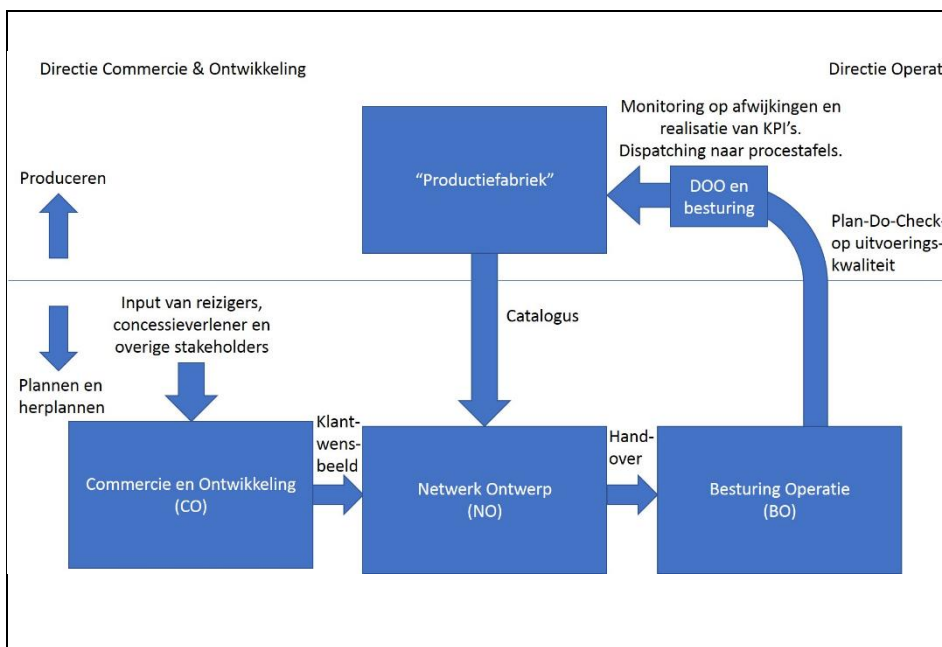 Directie Commercie & Ontwikkeling
Directie Operat
Monitoring op afwijkingen en
realisatie van KPI's.
Dispatching naar procestafels.
"Productiefabriek"
Produceren
DOO en
besturing
Plan-Do-Check-
op uitvoerings-
kwaliteit
Input van reizigers,
concessieverlener en
overige stakeholders
Catalogus
Plannen en
herplannen
Klant-
wens-
beeld
Hand-
over
Commercie en Ontwikkeling
(CO)
Netwerk Ontwerp
(NO)
Besturing Operatie
(BO)